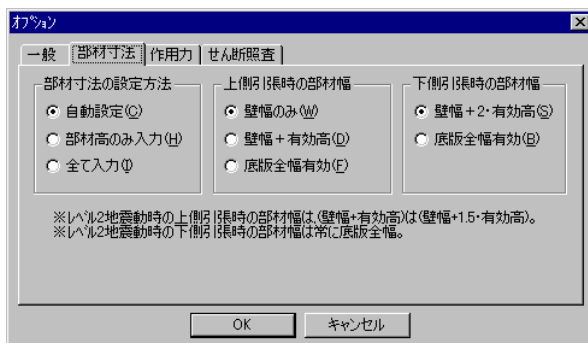 オプション
一般 部材寸法 作用力 せん断照査
部材寸法の設定方法
自動設定(C)
部材高のみ入力(H)
全て入力(I)
上側引張時の部材幅
壁幅のみ(W)
壁幅+有効高(D)
底版全幅有効(F)
下側引張時の部材幅
壁幅+2・有効高(S)
底版全幅有効(B)
※レベル2地震動時の上側引張時の部材幅は、(壁幅+有効高)は(壁幅+1.5・有効高)。
※レベル2地震動時の下側引張時の部材幅は常に底版全幅。
OK キャンセル